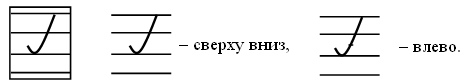 – сверху вниз, – влево.